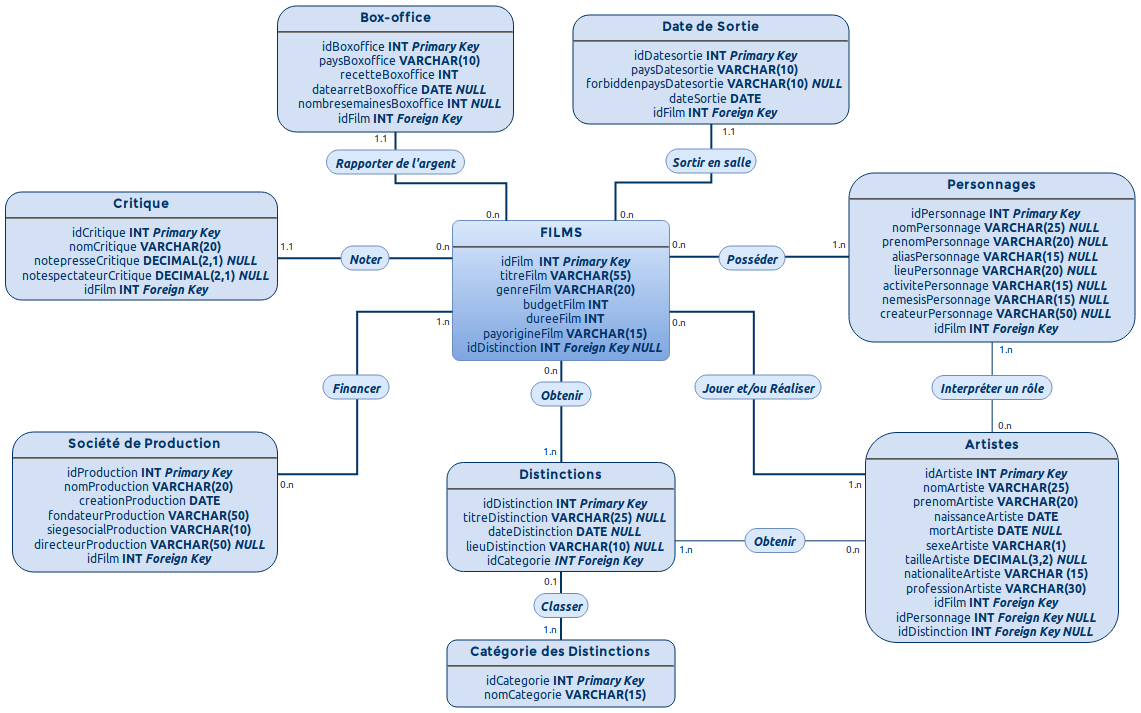 Box-office
idBoxoffice INT Primary Key
paysBoxoffice VARCHAR(10)
recetteBoxoffice INT
datearretBoxoffice DATE NULL
nombresemainesBoxoffice INT NULL
idFilm INT Foreign Key
1.1
Rapporter de l'argent
0.n
Date de Sortie
idDatesortie INT Primary Key
paysDatesortie VARCHAR(10)
forbiddenpaysDatesortie VARCHAR(10) NULL
dateSortie DATE
idFilm INT Foreign Key
1.1
Sortir en salle
0.n
Critique
idCritique INT Primary Key
nomCritique VARCHAR(20)
notepresseCritique DECIMAL(2,1) NULL
notespectateurCritique DECIMAL(2,1) NULL
idFilm INT Foreign Key
1.1
Noter
0.n
FILMS
idFilm INT Primary Key
titreFilm VARCHAR(55)
genreFilm VARCHAR(20)
budgetFilm INT
dureeFilm INT
payorigineFilm VARCHAR(15)
idDistinction INT Foreign Key NULL
0.n
Posséder
1.n
Personnages
idPersonnage INT Primary Key
nomPersonnage VARCHAR(25) NULL
prenomPersonnage VARCHAR(20) NULL
aliasPersonnage VARCHAR(15) NULL
lieuPersonnage VARCHAR(20) NULL
activitePersonnage VARCHAR(15) NULL
nemesisPersonnage VARCHAR(15) NULL
createurPersonnage VARCHAR(50) NULL
idFilm INT Foreign Key
1.n
Financer
0.n
0.n
Obtenir
1.n
0.n
Jouer et/ou Réaliser
1.n
1.n
Interpréter un rôle
0.n
Société de Production
idProduction INT Primary Key
nomProduction VARCHAR(20)
creationProduction DATE
fondateurProduction VARCHAR(50)
siegesocialProduction VARCHAR(10)
directeurProduction VARCHAR(50) NULL
idFilm INT Foreign Key
Distinctions
idDistinction INT Primary Key
titreDistinction VARCHAR(25) NULL
dateDistinction DATE NULL
lieuDistinction VARCHAR(10) NULL
idCategorie INT Foreign Key
1.n
Obtenir
0.n
Artistes
idArtiste INT Primary Key
nomArtiste VARCHAR(25)
prenomArtiste VARCHAR(20)
naissanceArtiste DATE
mortArtiste DATE NULL
sexeArtiste VARCHAR(1)
tailleArtiste DECIMAL(3,2) NULL
nationaliteArtiste VARCHAR (15)
professionArtiste VARCHAR(30)
idFilm INT Foreign Key
idPersonnage INT Foreign Key NULL
idDistinction INT Foreign Key NULL
0.1
Classer
1.n
Catégorie des Distinctions
idCategorie INT Primary Key
nomCategorie VARCHAR(15)